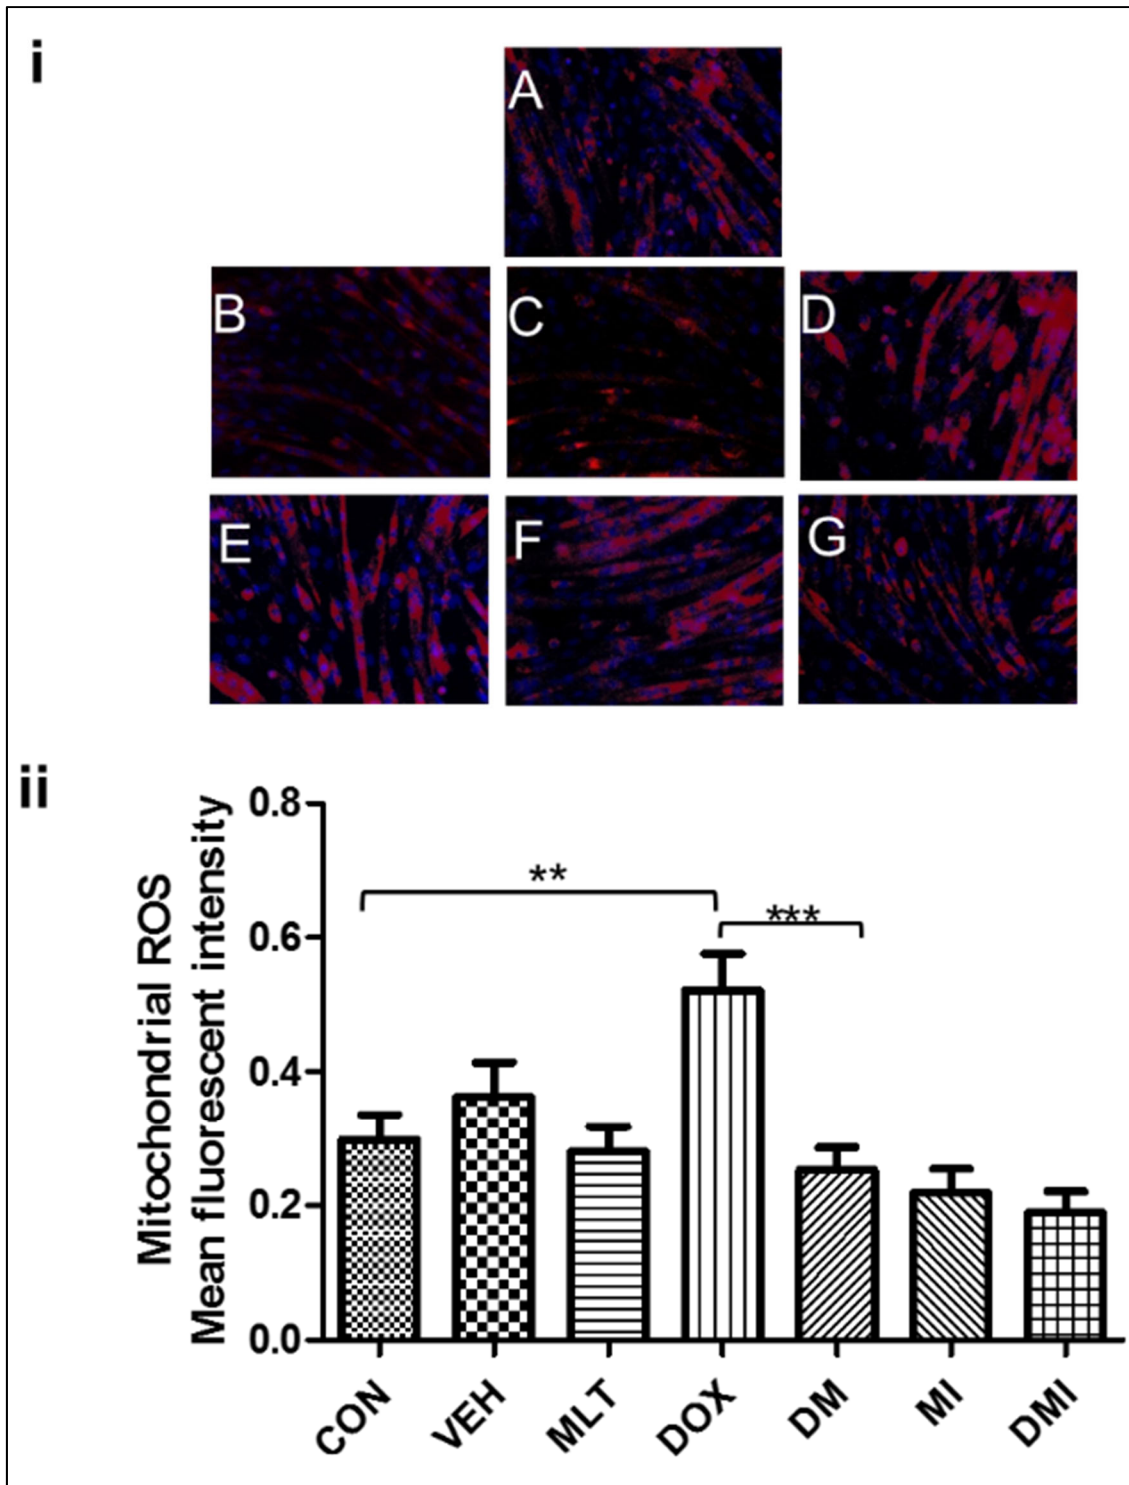 i
A
B
C
D
E
F
G
ii
Mitochondrial ROS
Mean fluorescent intensity
0.8
0.6
0.4
0.2
0.0
**
***
CON
VEH
MLT
DOX
DM
MI
DMI